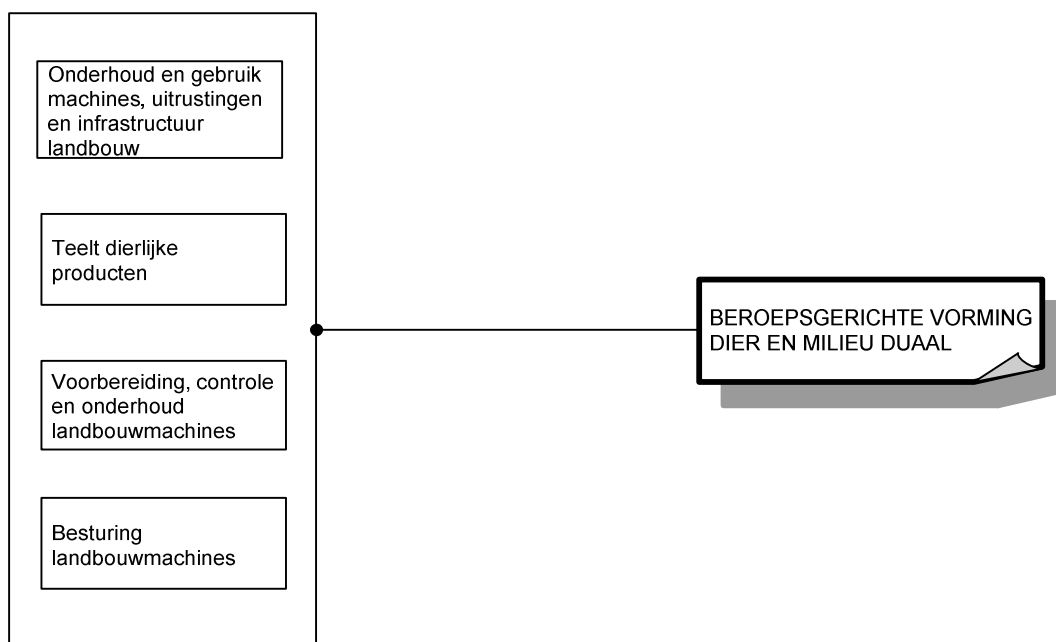 Onderhoud en gebruik
machines, uitrustingen
en infrastructuur
landbouw
Teelt dierlijke
producten
Voorbereiding, controle
en onderhoud
landbouwmachines
Besturing
landbouwmachines
BEROEPSGERICHTE VORMING
DIER EN MILIEU DUAAL